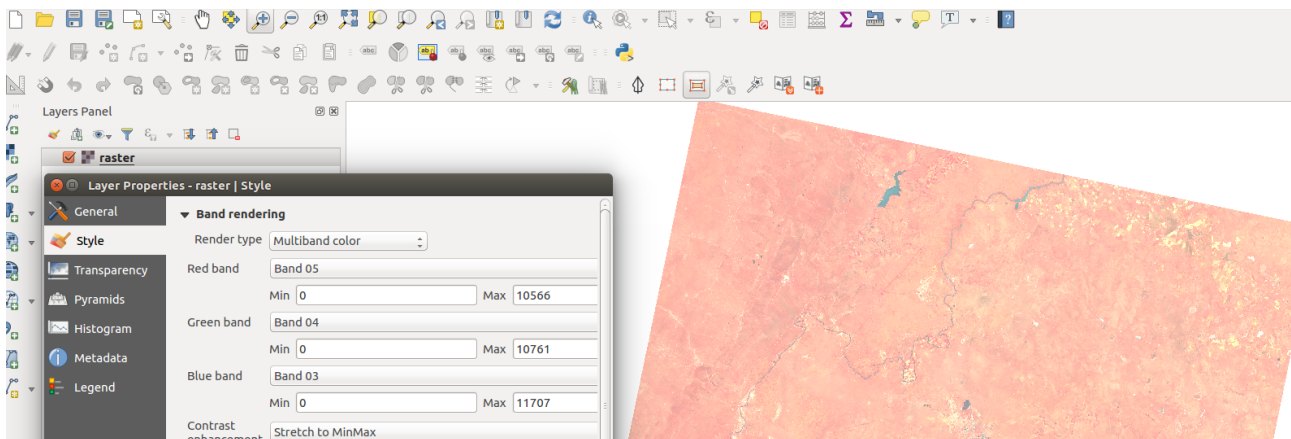 Layers Panel
raster
Layer Properties - raster | Style
General
Style
Transparency
Pyramids
Histogram
Metadata
Legend
Band rendering
Render type Multiband color
Red band Band 05
Min 0 Max 10566
Green band Band 04
Min 0 Max 10761
Blue band Band 03
Min 0 Max 11707
Contrast
enhancement Stretch to MinMax